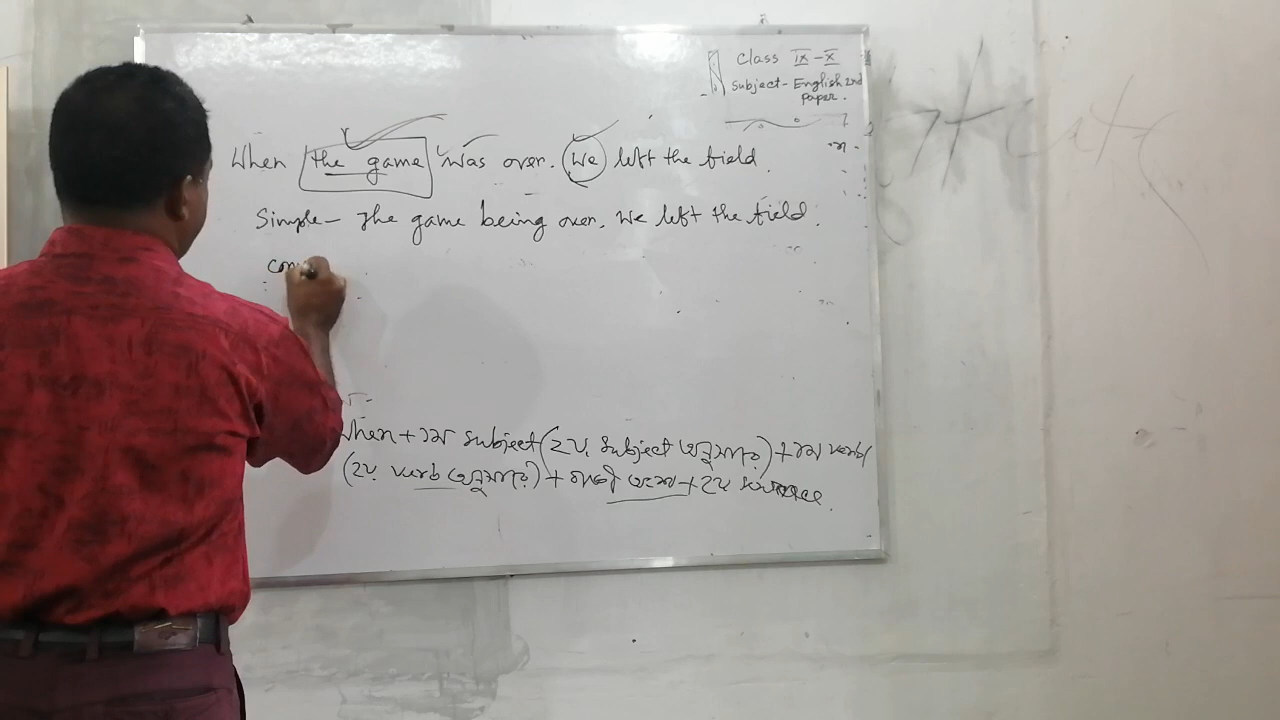 Class IX - X
Subject - English 2nd
Paper.
When the game was over. We left the field.
Simple - The game being over, we left the field.
com
When + ১ম subject (২য় subject অনুসারে) + ১ম verb
(২য় verb অনুসারে) + বাকী অংশ + ২য়